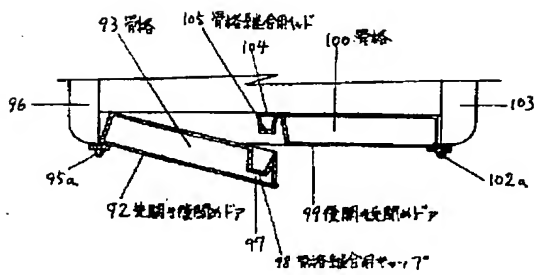 105 骨格縫合用ヘッド
93 骨格
104
100 骨格
96
103
95a
102a
92 先開き後閉めドア
99 後開き先閉めドア
97
98 骨格縫合用キャップ